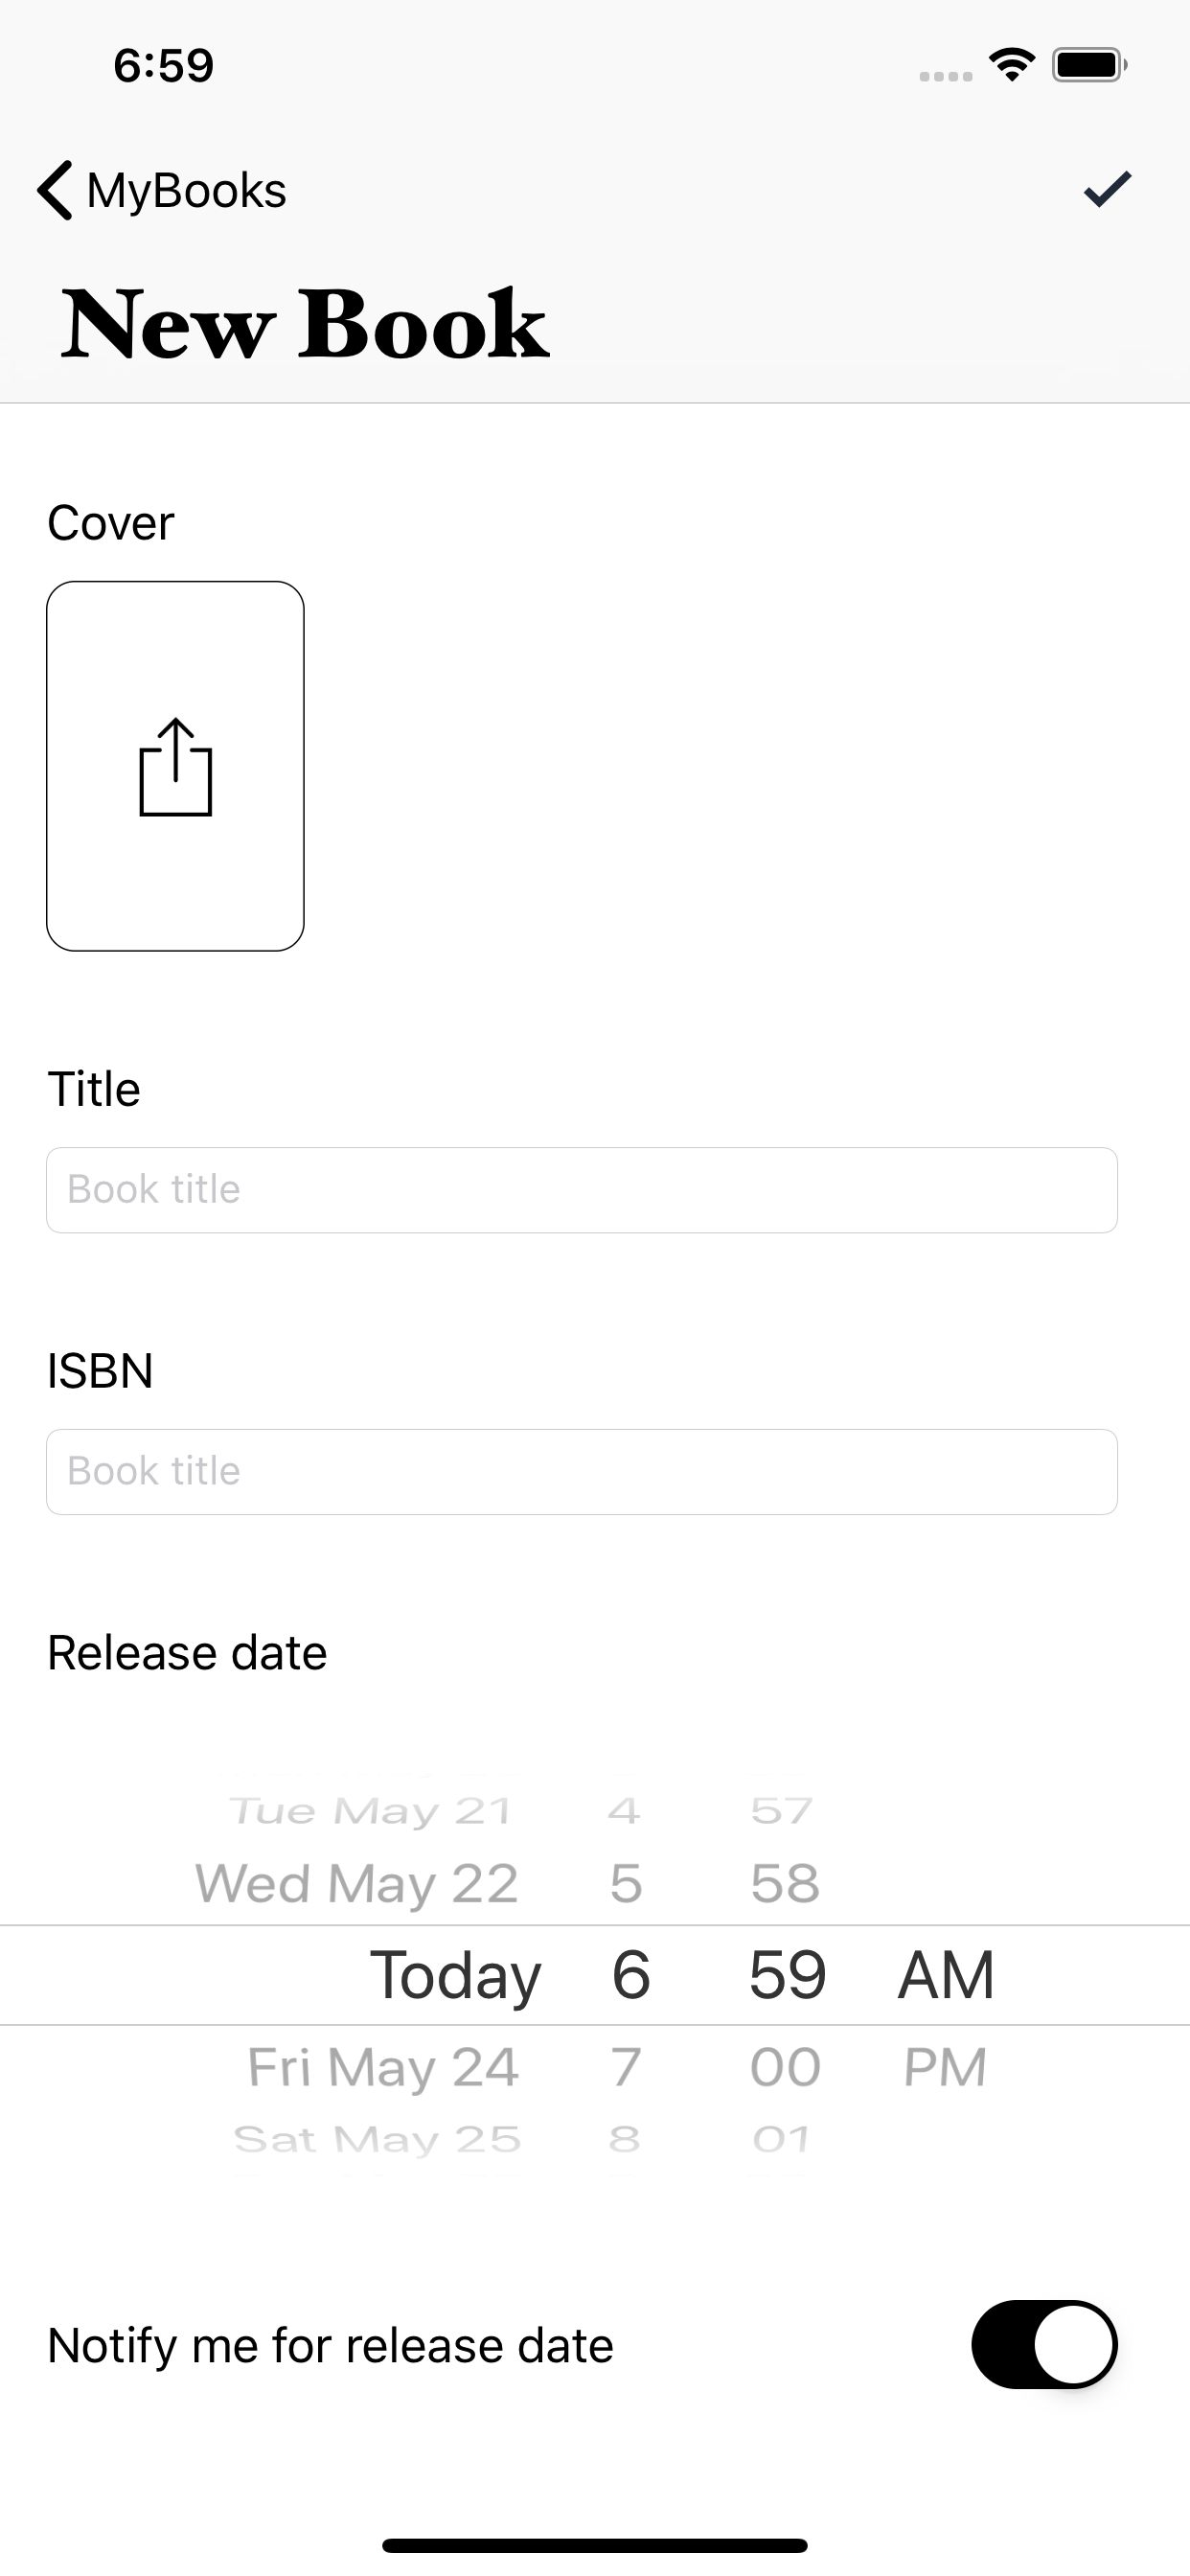 6:59
MyBooks
New Book
Cover
Title
Book title
ISBN
Book title
Release date
Tue May 21 4 57
Wed May 22 5 58
Today 6 59 AM
Fri May 24 7 00 PM
Sat May 25 8 01
Notify me for release date